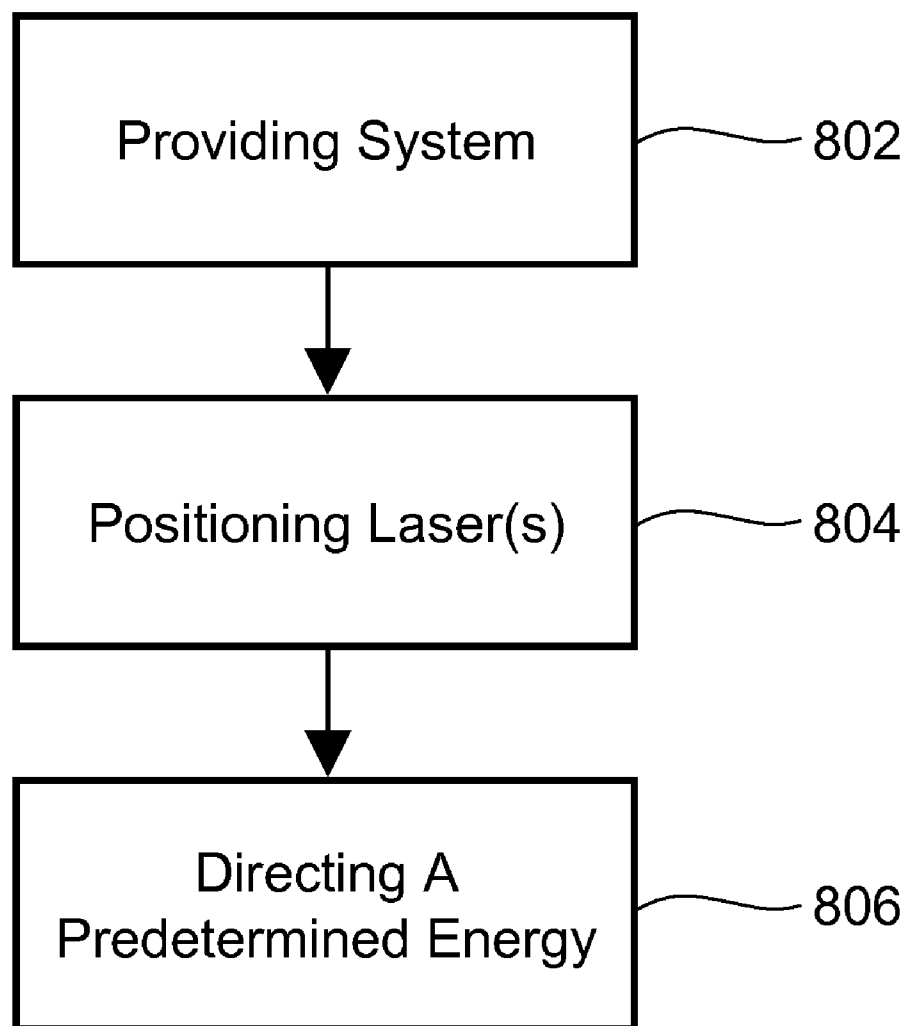 Providing System
802
Positioning Laser(s)
804
Directing A
Predetermined Energy
806